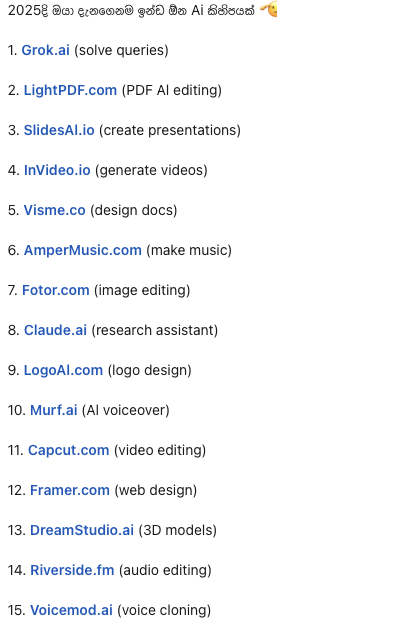 2025දි ඔයා දැනගෙනම ඉන්ඩ ඕන Ai කිහිපයක් 🫡
1. Grok.ai (solve queries)
2. LightPDF.com (PDF AI editing)
3. SlidesAI.io (create presentations)
4. InVideo.io (generate videos)
5. Visme.co (design docs)
6. AmperMusic.com (make music)
7. Fotor.com (image editing)
8. Claude.ai (research assistant)
9. LogoAI.com (logo design)
10. Murf.ai (AI voiceover)
11. Capcut.com (video editing)
12. Framer.com (web design)
13. DreamStudio.ai (3D models)
14. Riverside.fm (audio editing)
15. Voicemod.ai (voice cloning)